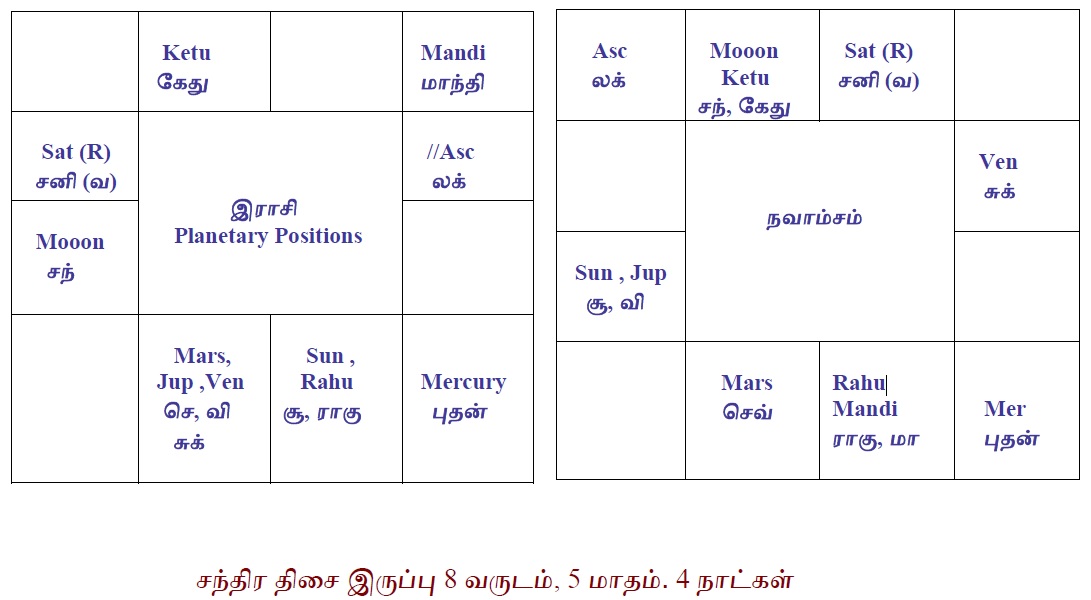 Ketu
கேது
Mandi
மாந்தி
Sat (R)
சனி (வ)
//Asc
லக்
இராசி
Planetary Positions
Mooon
சந்
Mars,
Jup ,Ven
செ, வி
சுக்
Sun ,
Rahu
சூ, ராகு
Mercury
புதன்
Asc
லக்
Mooon
Ketu
சந், கேது
Sat (R)
சனி (வ)
Ven
சுக்
நவாம்சம்
Sun , Jup
சூ, வி
Mars
செவ்
Rahu
Mandi
ராகு, மா
Mer
புதன்
சந்திர திசை இருப்பு 8 வருடம், 5 மாதம். 4 நாட்கள்